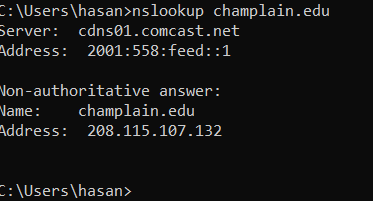 C:\Users\hasan>nslookup champlain.edu
Server:  cdns01.comcast.net
Address:  2001:558:feed::1

Non-authoritative answer:
Name:    champlain.edu
Address:  208.115.107.132

C:\Users\hasan>